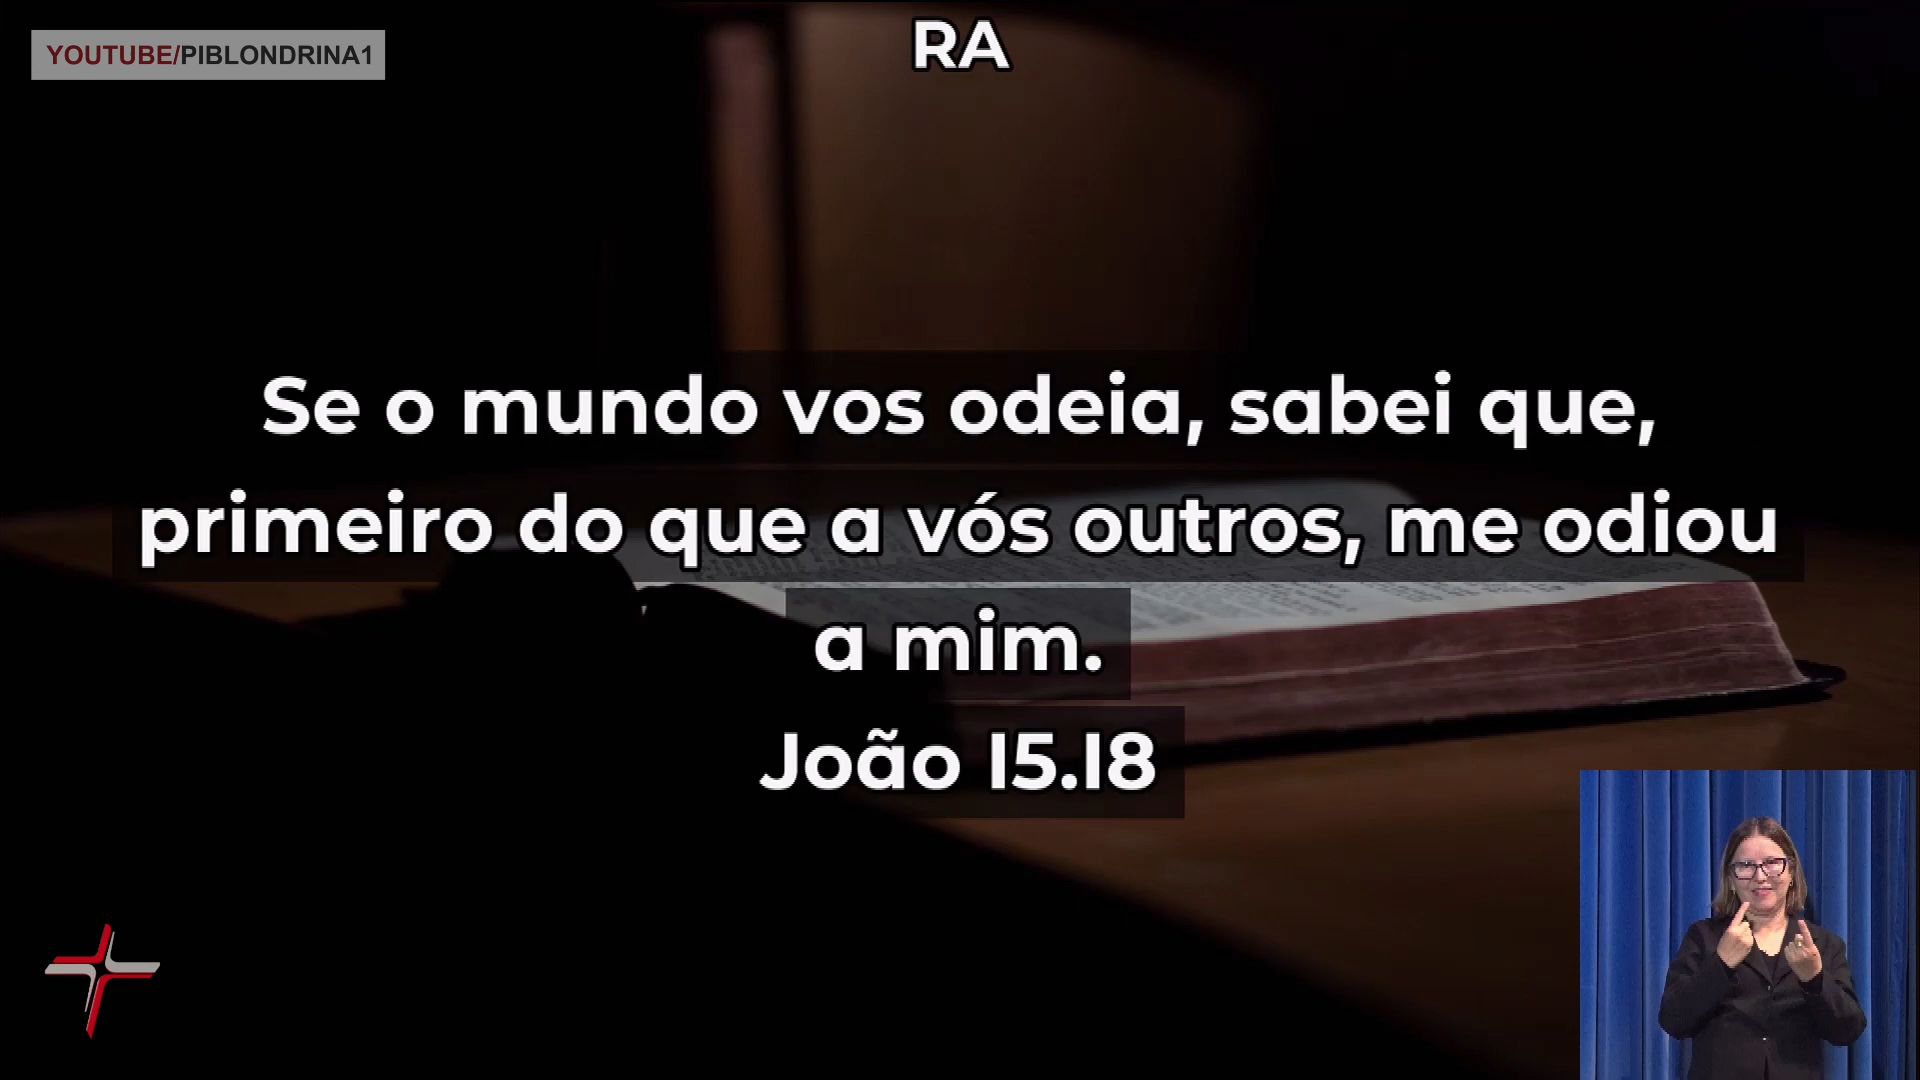 RA
YOUTUBE/PIBLONDRINA1
Se o mundo vos odeia, sabei que,
primeiro do que a vós outros, me odiou
a mim.
João 15.18